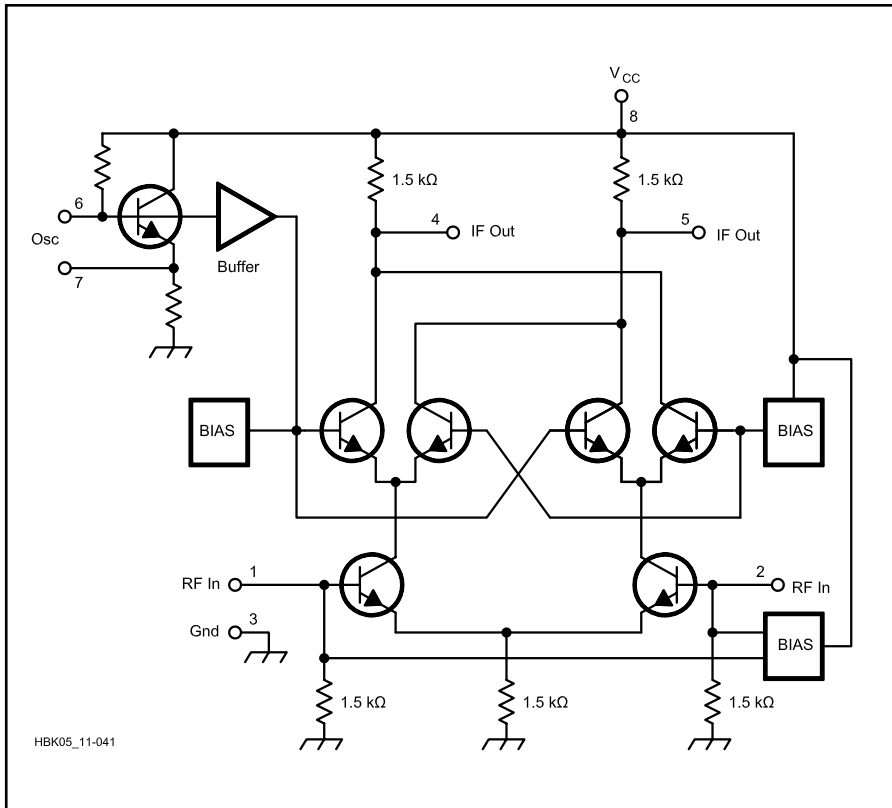 V CC
8
1.5 kΩ
1.5 kΩ
6
4
IF Out
5
IF Out
Osc
Buffer
7
BIAS
BIAS
1
RF In
2
RF In
3
Gnd
BIAS
1.5 kΩ
1.5 kΩ
1.5 kΩ
HBK05_11-041